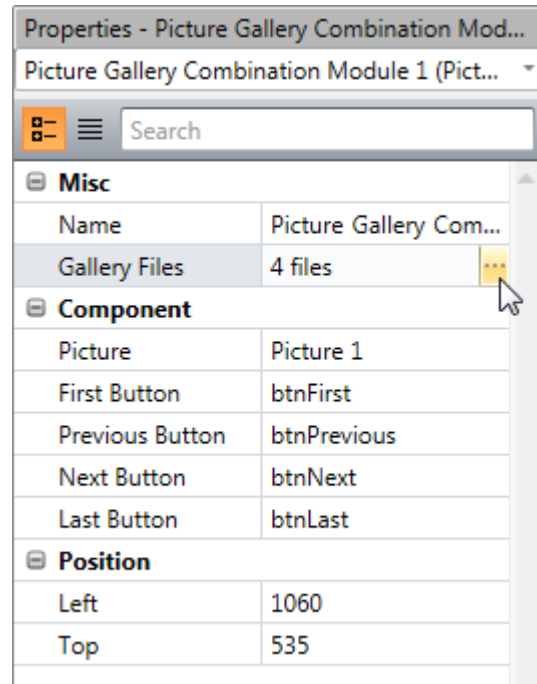 Properties - Picture Gallery Combination Mod...
Picture Gallery Combination Module 1 (Pict...
Search
Misc
Name Picture Gallery Com...
Gallery Files 4 files ...
Component
Picture Picture 1
First Button btnFirst
Previous Button btnPrevious
Next Button btnNext
Last Button btnLast
Position
Left 1060
Top 535